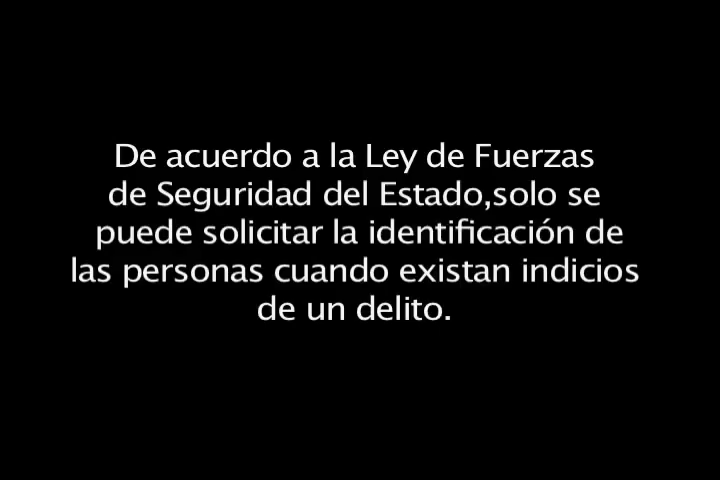 De acuerdo a la Ley de Fuerzas
de Seguridad del Estado,solo se
puede solicitar la identificación de
las personas cuando existan indicios
de un delito.